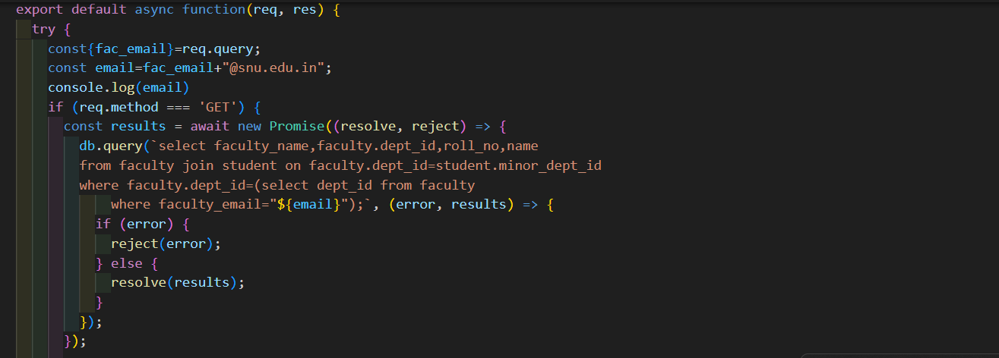 export default async function(req, res) {
try {
const{fac_email}=req.query;
const email=fac_email+"@snu.edu.in";
console.log(email)
if (req.method === 'GET') {
const results = await new Promise((resolve, reject) => {
db.query(`select faculty_name,faculty.dept_id,roll_no,name
from faculty join student on faculty.dept_id=student.minor_dept_id
where faculty.dept_id=(select dept_id from faculty
where faculty_email="${email}");`, (error, results) => {
if (error) {
reject(error);
} else {
resolve(results);
}
});
});